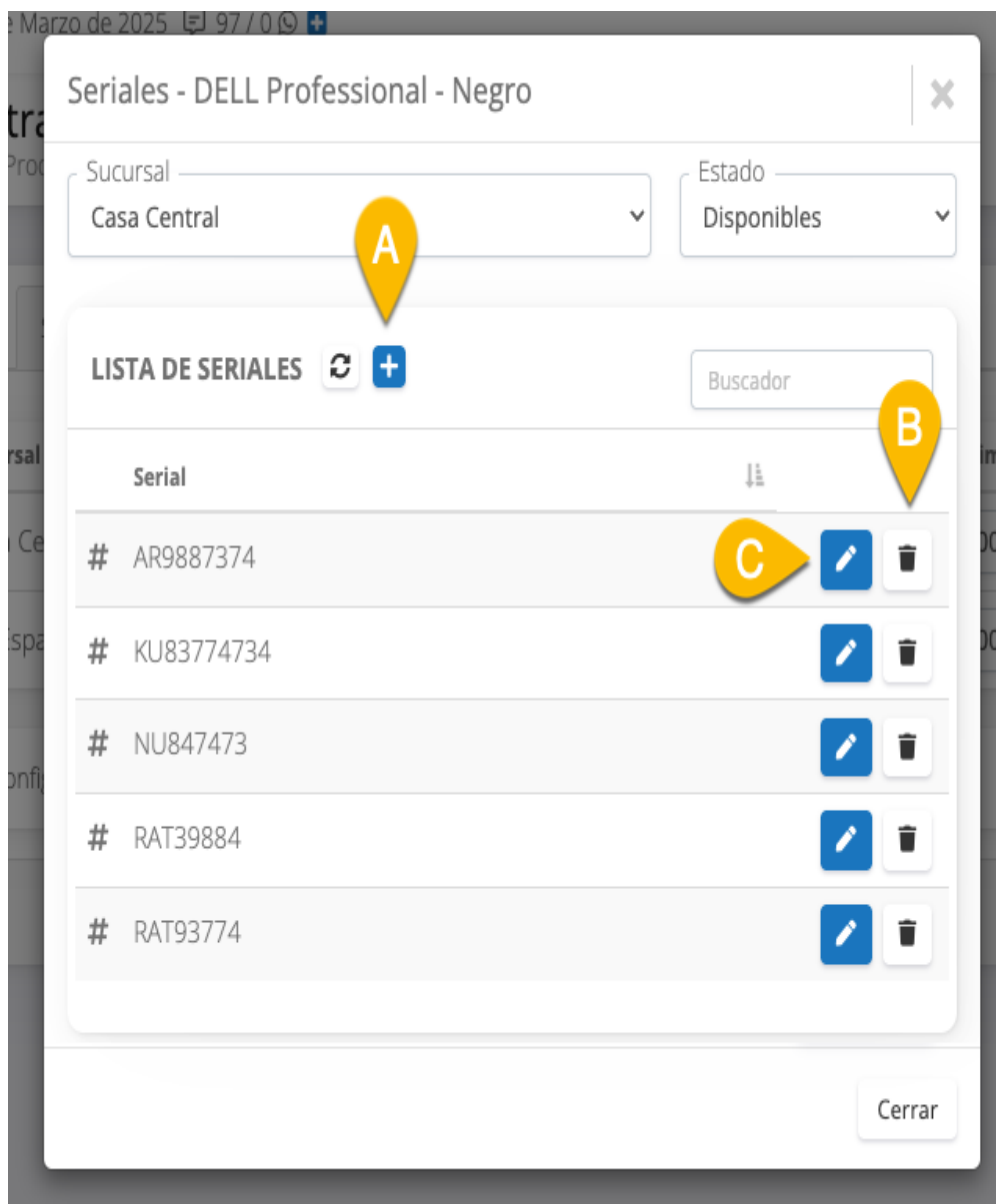 e Marzo de 2025 97 / 0
Seriales - DELL Professional - Negro
Sucursal
Casa Central
Estado
Disponibles
A
LISTA DE SERIALES
Buscador
B
Serial
# AR9887374
C
# KU83774734
# NU847473
# RAT39884
# RAT93774
Cerrar